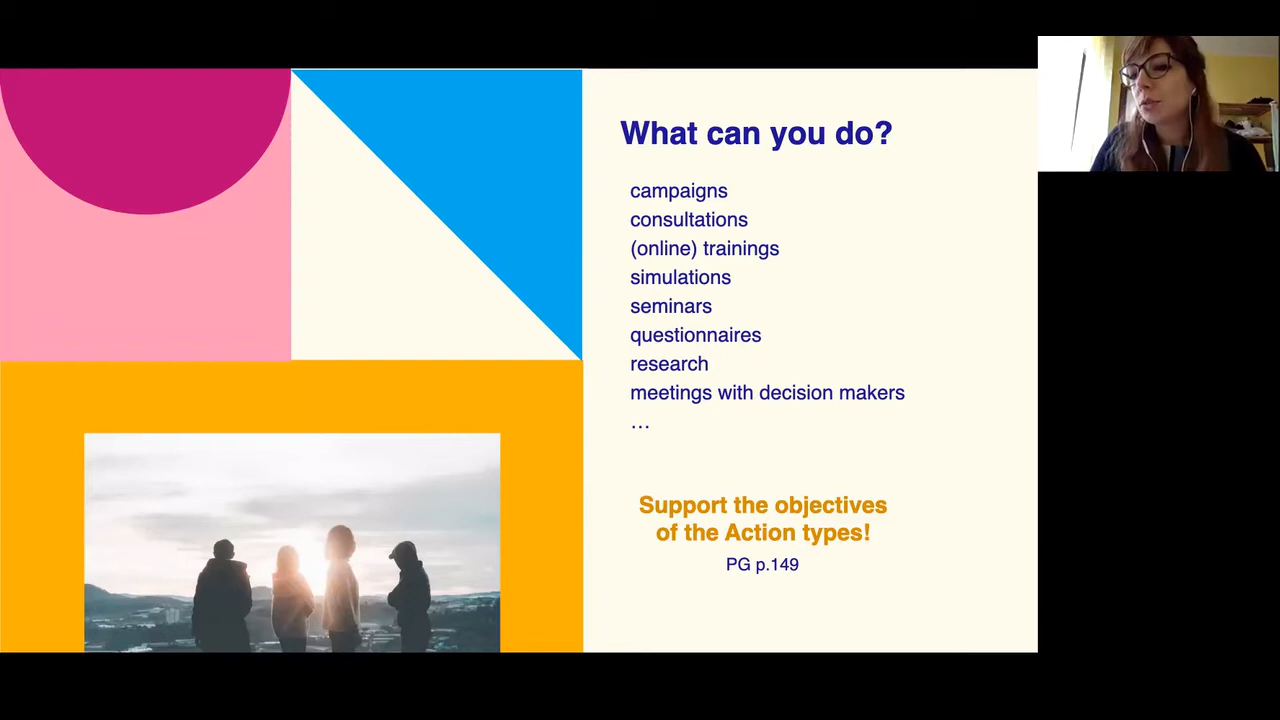 What can you do?
campaigns
consultations
(online) trainings
simulations
seminars
questionnaires
research
meetings with decision makers
…
Support the objectives
of the Action types!
PG p.149